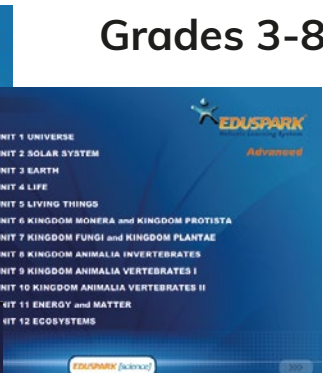 Grades 3-8
EDUSPARK
Advanced
NIT 1 UNIVERSE
NIT 2 SOLAR SYSTEM
NIT 3 EARTH
NIT 4 LIFE
NIT 5 LIVING THINGS
NIT 6 KINGDOM MONERA and KINGDOM PROTISTA
NIT 7 KINGDOM FUNGI and KINGDOM PLANTAE
NIT 8 KINGDOM ANIMALIA INVERTEBRATES
NIT 9 KINGDOM ANIMALIA VERTEBRATES I
NIT 10 KINGDOM ANIMALIA VERTEBRATES II
NIT 11 ENERGY and MATTER
NIT 12 ECOSYSTEMS
EDUSPARK [science]